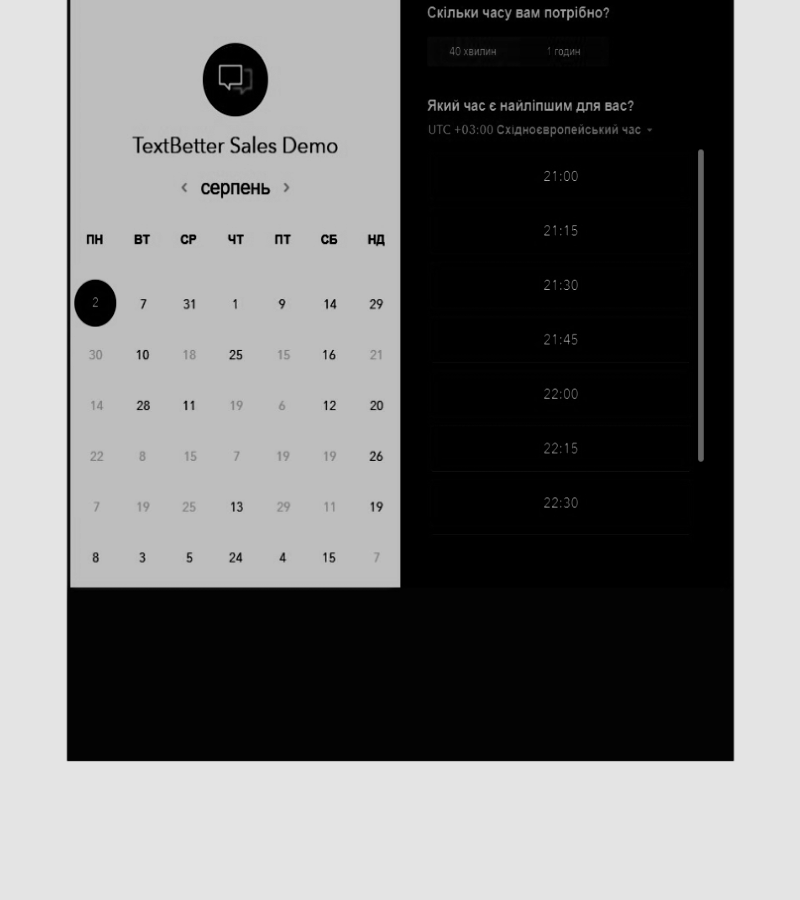 TextBetter Sales Demo
‹ серпень ›
ПН ВТ СР ЧТ ПТ СБ НД
2 7 31 1 9 14 29
30 10 18 25 15 16 21
14 28 11 19 6 12 20
22 8 15 7 19 19 26
7 19 25 13 29 11 19
8 3 5 24 4 15 7
Скільки часу вам потрібно?
40 хвилин 1 годин
Який час є найліпшим для вас?
UTC +03:00 Східноєвропейський час
21:00
21:15
21:30
21:45
22:00
22:15
22:30